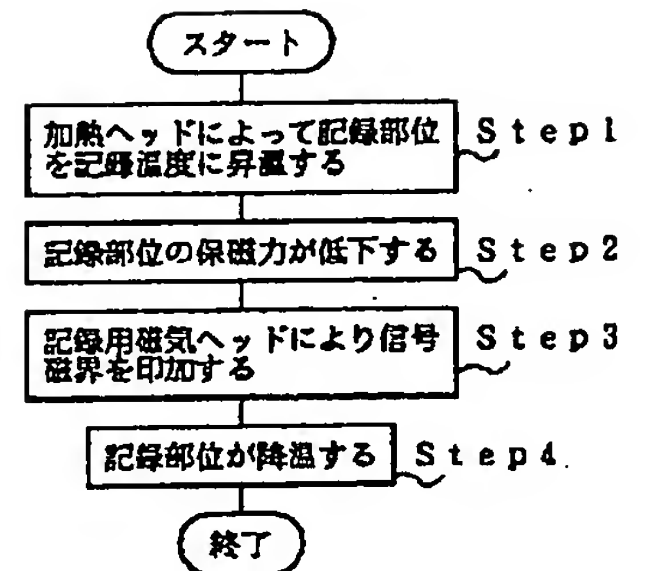 スタート
加熱ヘッドによって記録部位 Step1
を記録温度に昇温する
記録部位の保磁力が低下する Step2
記録用磁気ヘッドにより信号 Step3
磁界を印加する
記録部位が降温する Step4
終了